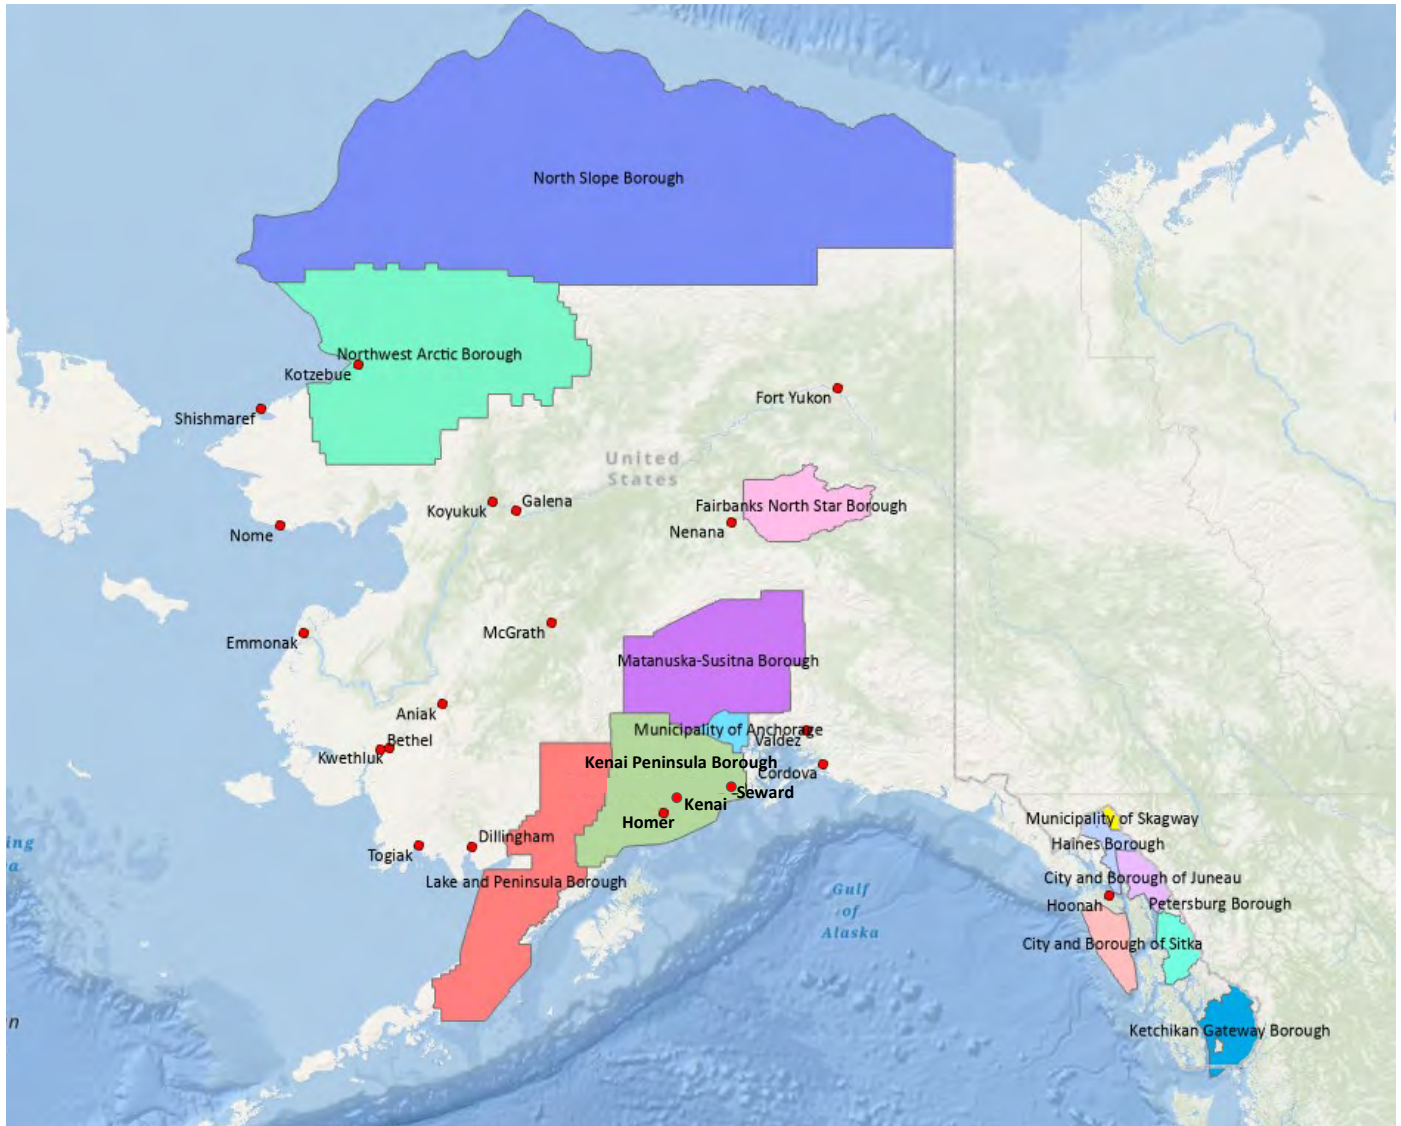 North Slope Borough
Northwest Arctic Borough
Kotzebue
Shishmaref
Fort Yukon
United
States
Koyukuk
Galena
Fairbanks North Star Borough
Nome
Nenana
Emmonak
McGrath
Matanuska-Susitna Borough
Aniak
Municipality of Anchorage
Bethel
Valdez
Kwethluk
Kenai Peninsula Borough
Cordova
Seward
Kenai
Homer
Municipality of Skagway
Dillingham
Haines Borough
ing
Togiak
a
Lake and Peninsula Borough
City and Borough of Juneau
Gulf
of
Alaska
Hoonah
Petersburg Borough
City and Borough of Sitka
n
Ketchikan Gateway Borough